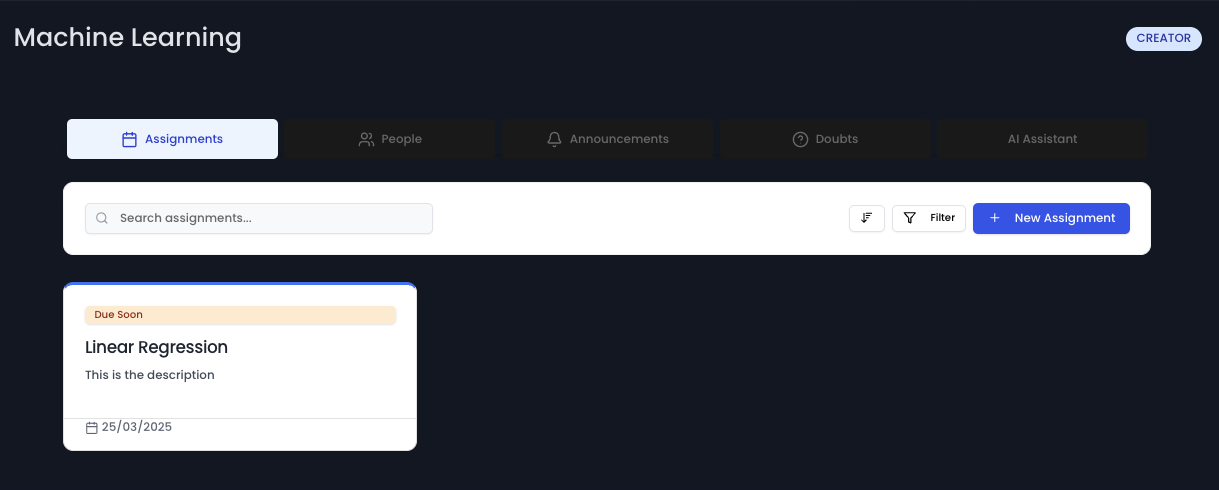 Machine Learning
CREATOR
Assignments
People
Announcements
Doubts
AI Assistant
Search assignments...
Filter
New Assignment
Due Soon
Linear Regression
This is the description
25/03/2025